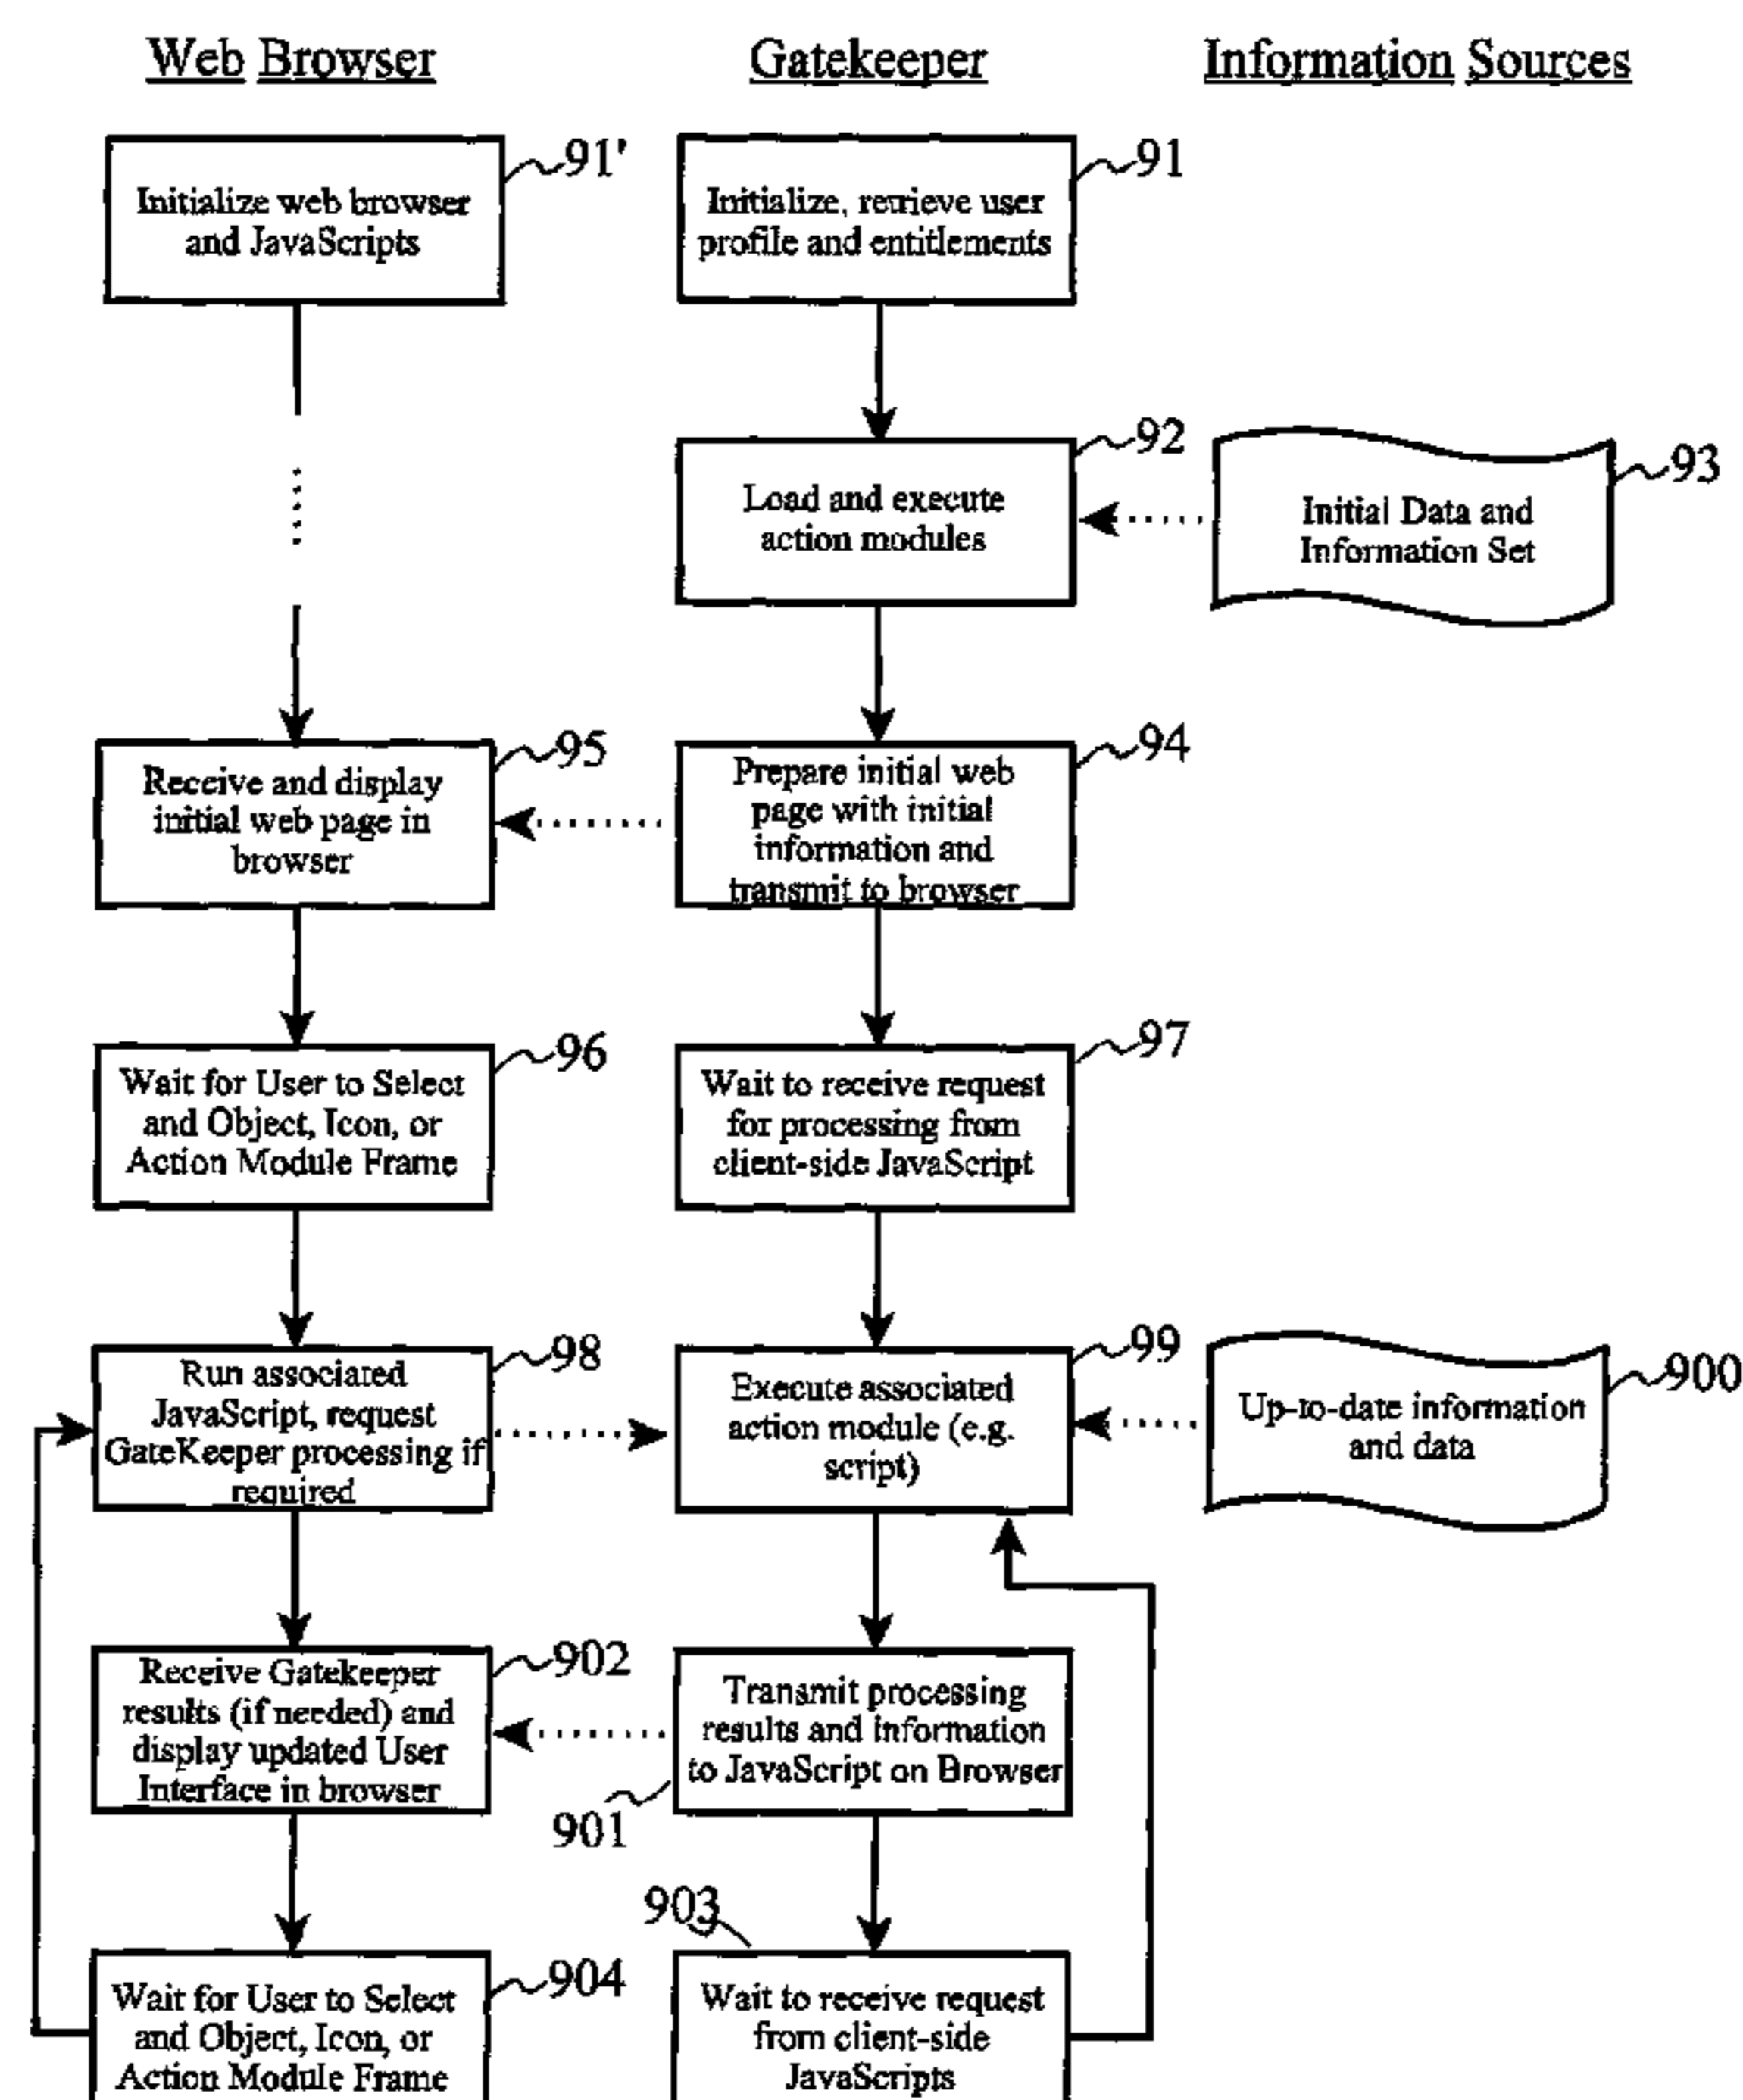 Web Browser
Gatekeeper
Information Sources
91'
Initialize web browser
and JavaScripts
91
Initialize, retrieve user
profile and entitlements
92
Load and execute
action modules
93
Initial Data and
Information Set
95
Receive and display
initial web page in
browser
94
Prepare initial web
page with initial
information and
transmit to browser
96
Wait for User to Select
and Object, Icon, or
Action Module Frame
97
Wait to receive request
for processing from
client-side JavaScript
98
Run associated
JavaScript, request
GateKeeper processing if
required
99
Execute associated
action module (e.g.
script)
900
Up-to-date information
and data
902
Receive Gatekeeper
results (if needed) and
display updated User
Interface in browser
Transmit processing
results and information
to JavaScript on Browser
901
903
904
Wait for User to Select
and Object, Icon, or
Action Module Frame
Wait to receive request
from client-side
JavaScripts